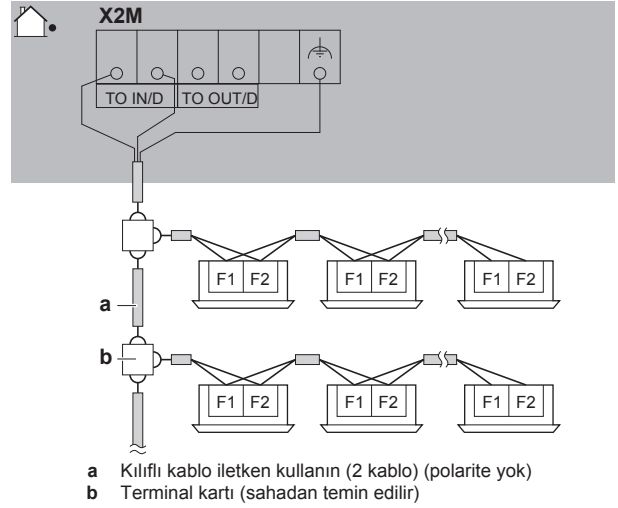 X2M
TO IN/D TO OUT/D
F1 F2 F1 F2 F1 F2
a
b
F1 F2 F1 F2 F1 F2
a Kılıflı kablo iletken kullanın (2 kablo) (polarite yok)
b Terminal kartı (sahadan temin edilir)